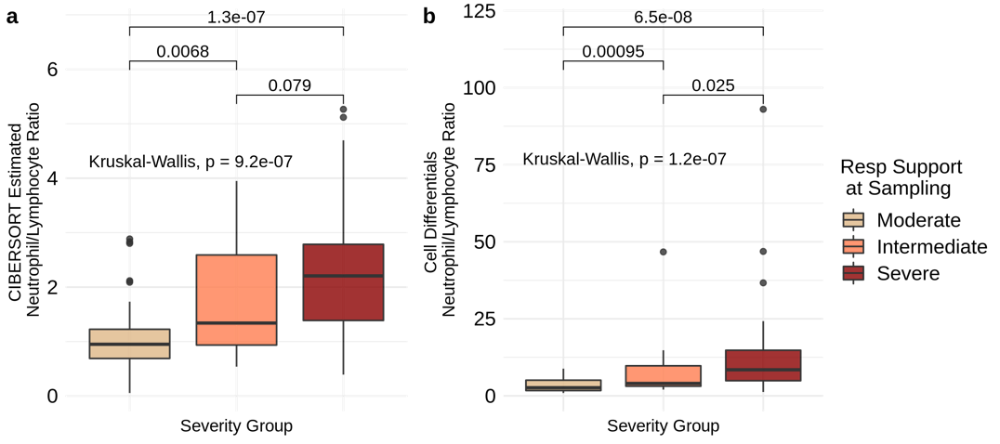 a
1.3e-07
0.0068
0.079
Kruskal-Wallis, p = 9.2e-07
CIBERSORT Estimated
Neutrophil/Lymphocyte Ratio
6
4
2
0
Severity Group
b
6.5e-08
0.00095
0.025
Kruskal-Wallis, p = 1.2e-07
Cell Differentials
Neutrophil/Lymphocyte Ratio
125
100
75
50
25
0
Severity Group
Resp Support
at Sampling
Moderate
Intermediate
Severe